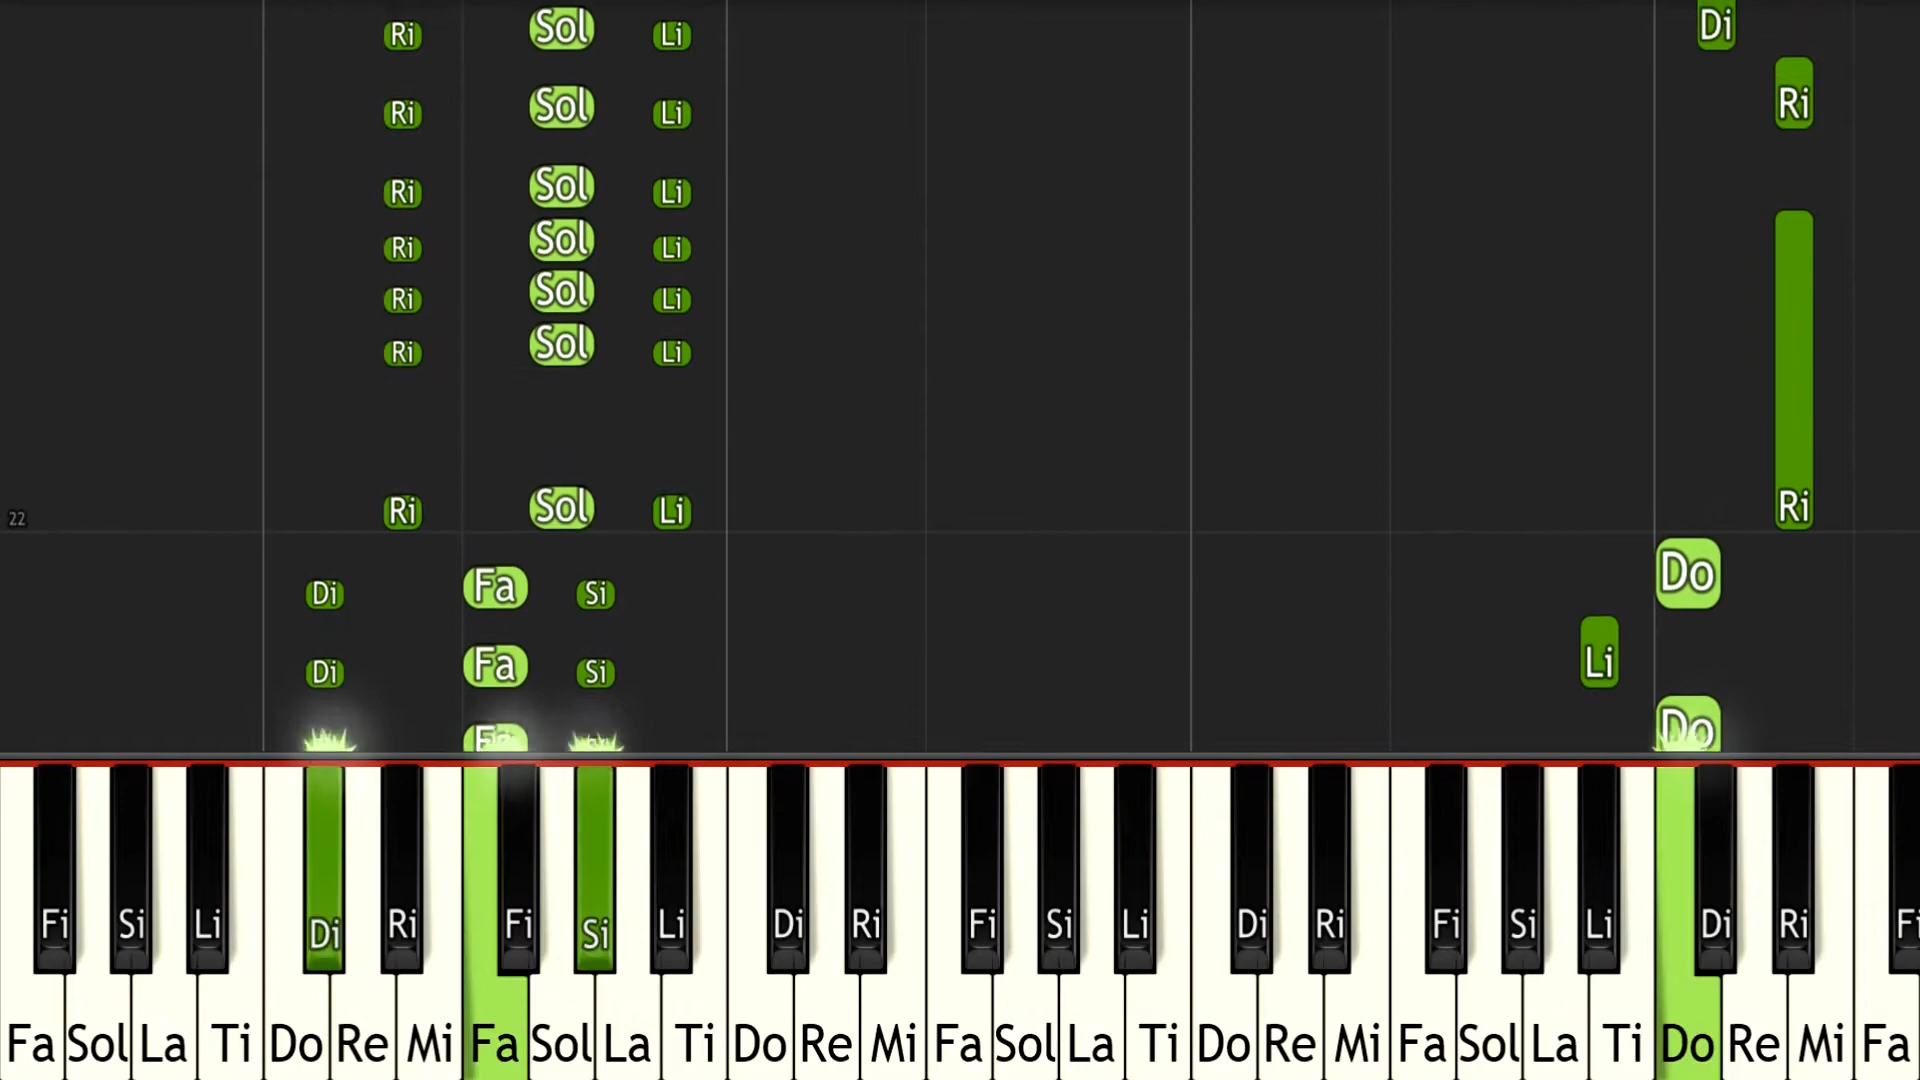 Ri Sol Li Di
Ri Sol Li Ri
Ri Sol Li
Ri Sol Li
Ri Sol Li
Ri Sol Li
22 Ri Sol Li Ri
Di Fa Si Do
Di Fa Si Li
Fa Do
Fi Si Li Di Ri Fi Si Li Di Ri Fi Si Li Di Ri Fi Si Li Di Ri Fi
Fa Sol La Ti Do Re Mi Fa Sol La Ti Do Re Mi Fa Sol La Ti Do Re Mi Fa Sol La Ti Do Re Mi Fa